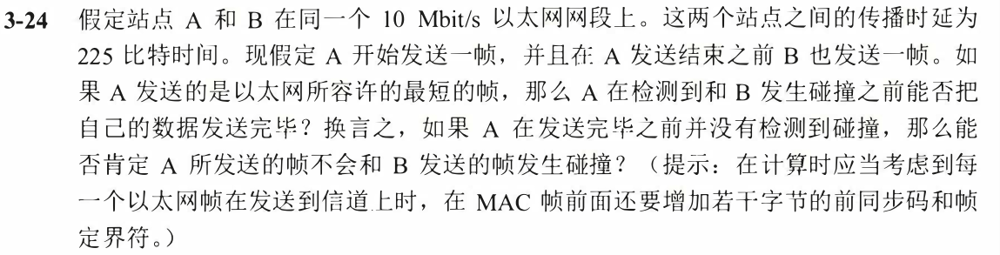 3-24 假定站点 A 和 B 在同一个 10 Mbit/s 以太网网段上。这两个站点之间的传播时延为
225 比特时间。现假定 A 开始发送一帧，并且在 A 发送结束之前 B 也发送一帧。如
果 A 发送的是以太网所容许的最短的帧，那么 A 在检测到和 B 发生碰撞之前能否把
自己的数据发送完毕？换言之，如果 A 在发送完毕之前并没有检测到碰撞，那么能
否肯定 A 所发送的帧不会和 B 发送的帧发生碰撞？（提示：在计算时应当考虑到每
一个以太网帧在发送到信道上时，在 MAC 帧前面还要增加若干字节的前同步码和帧
定界符。）